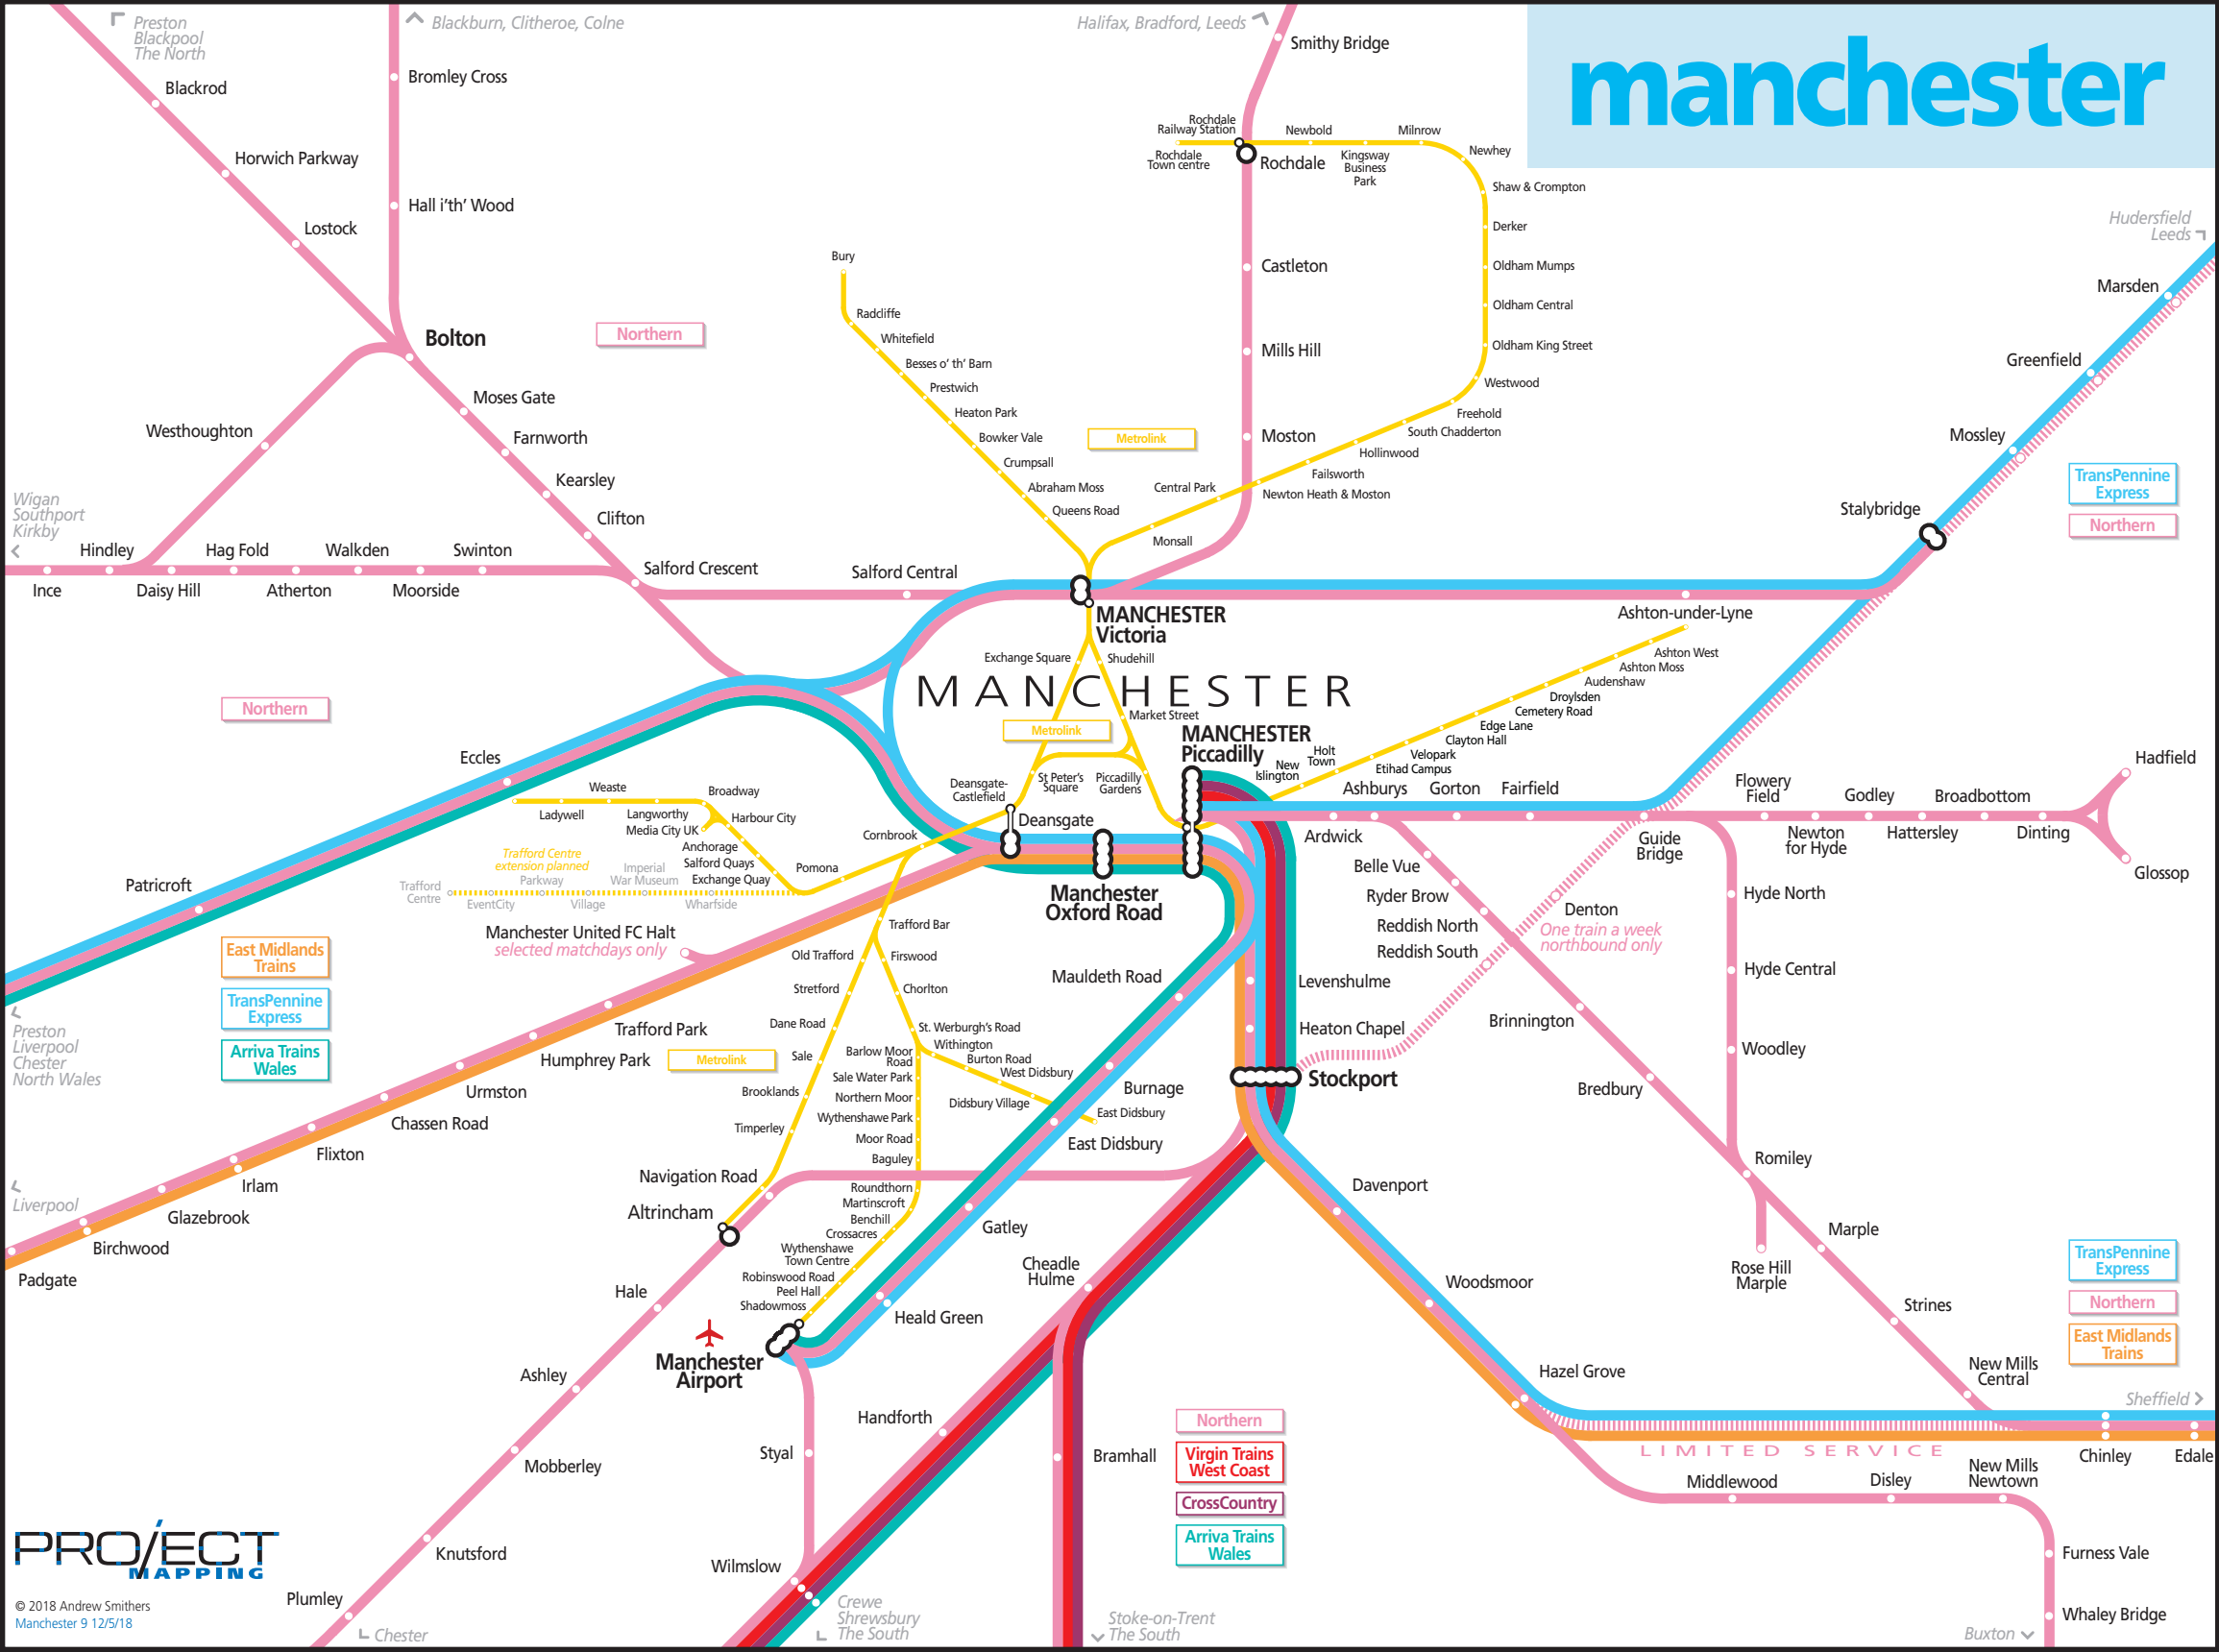 manchester
Preston
Blackpool
The North
Blackburn, Clitheroe, Colne
Halifax, Bradford, Leeds
Smithy Bridge
Blackrod
Bromley Cross
Horwich Parkway
Hall i'th' Wood
Lostock
Bolton
Northern
Moses Gate
Westhoughton
Farnworth
Kearsley
Clifton
Wigan
Southport
Kirkby
Hindley
Hag Fold
Walkden
Swinton
Ince
Daisy Hill
Atherton
Moorside
Salford Crescent
Salford Central
Rochdale
Railway Station
Rochdale
Town centre
Rochdale
Newbold
Kingsway
Business
Park
Milnrow
Newhey
Shaw & Crompton
Derker
Oldham Mumps
Oldham Central
Oldham King Street
Westwood
Freehold
South Chadderton
Hollinwood
Failsworth
Newton Heath & Moston
Central Park
Monsall
Castleton
Mills Hill
Moston
Bury
Radcliffe
Whitefield
Besses o' th' Barn
Prestwich
Heaton Park
Bowker Vale
Crumpsall
Abraham Moss
Queens Road
Metrolink
Hudersfield
Leeds
Marsden
Greenfield
Mossley
Stalybridge
TransPennine
Express
Northern
MANCHESTER
Victoria
Ashton-under-Lyne
Exchange Square
Shudehill
MANCHESTER
Market Street
Metrolink
MANCHESTER
Piccadilly
Deansgate-
Castlefield
St Peter's
Square
Piccadilly
Gardens
Deansgate
Manchester
Oxford Road
New
Islington
Holt
Town
Etihad Campus
Velopark
Clayton Hall
Edge Lane
Cemetery Road
Droylsden
Audenshaw
Ashton Moss
Ashton West
Northern
Eccles
Ladywell
Weaste
Langworthy
Broadway
Media City UK
Harbour City
Anchorage
Salford Quays
Exchange Quay
Pomona
Cornbrook
Trafford Centre
extension planned
Trafford
Centre
EventCity
Parkway
Village
Imperial
War Museum
Wharfside
Patricroft
East Midlands
Trains
TransPennine
Express
Arriva Trains
Wales
Preston
Liverpool
Chester
North Wales
Manchester United FC Halt
selected matchdays only
Trafford Park
Humphrey Park
Urmston
Chassen Road
Flixton
Irlam
Glazebrook
Birchwood
Padgate
Liverpool
Metrolink
Trafford Bar
Old Trafford
Stretford
Dane Road
Sale
Brooklands
Timperley
Navigation Road
Altrincham
Firswood
Chorlton
St. Werburgh's Road
Withington
Burton Road
West Didsbury
Didsbury Village
East Didsbury
Barlow Moor
Road
Sale Water Park
Northern Moor
Wythenshawe Park
Moor Road
Baguley
Roundthorn
Martinscroft
Benchill
Crossacres
Wythenshawe
Town Centre
Robinswood Road
Peel Hall
Shadowmoss
Manchester
Airport
Mauldeth Road
Burnage
East Didsbury
Gatley
Heald Green
Ashburys
Gorton
Fairfield
Ardwick
Guide
Bridge
Flowery
Field
Newton
for Hyde
Godley
Hattersley
Broadbottom
Dinting
Hadfield
Glossop
Belle Vue
Ryder Brow
Reddish North
Reddish South
Denton
One train a week
northbound only
Hyde North
Hyde Central
Woodley
Brinnington
Bredbury
Romiley
Rose Hill
Marple
Marple
Strines
New Mills
Central
Levenshulme
Heaton Chapel
Stockport
Davenport
Woodsmoor
Hazel Grove
LIMITED SERVICE
Middlewood
Disley
New Mills
Newtown
Furness Vale
Whaley Bridge
Buxton
Chinley
Edale
Sheffield
TransPennine
Express
Northern
East Midlands
Trains
Cheadle
Hulme
Handforth
Bramhall
Styal
Wilmslow
Crewe
Shrewsbury
The South
Stoke-on-Trent
The South
Northern
Virgin Trains
West Coast
CrossCountry
Arriva Trains
Wales
Hale
Ashley
Mobberley
Knutsford
Plumley
Chester
PROJECT
MAPPING
© 2018 Andrew Smithers
Manchester 9 12/5/18